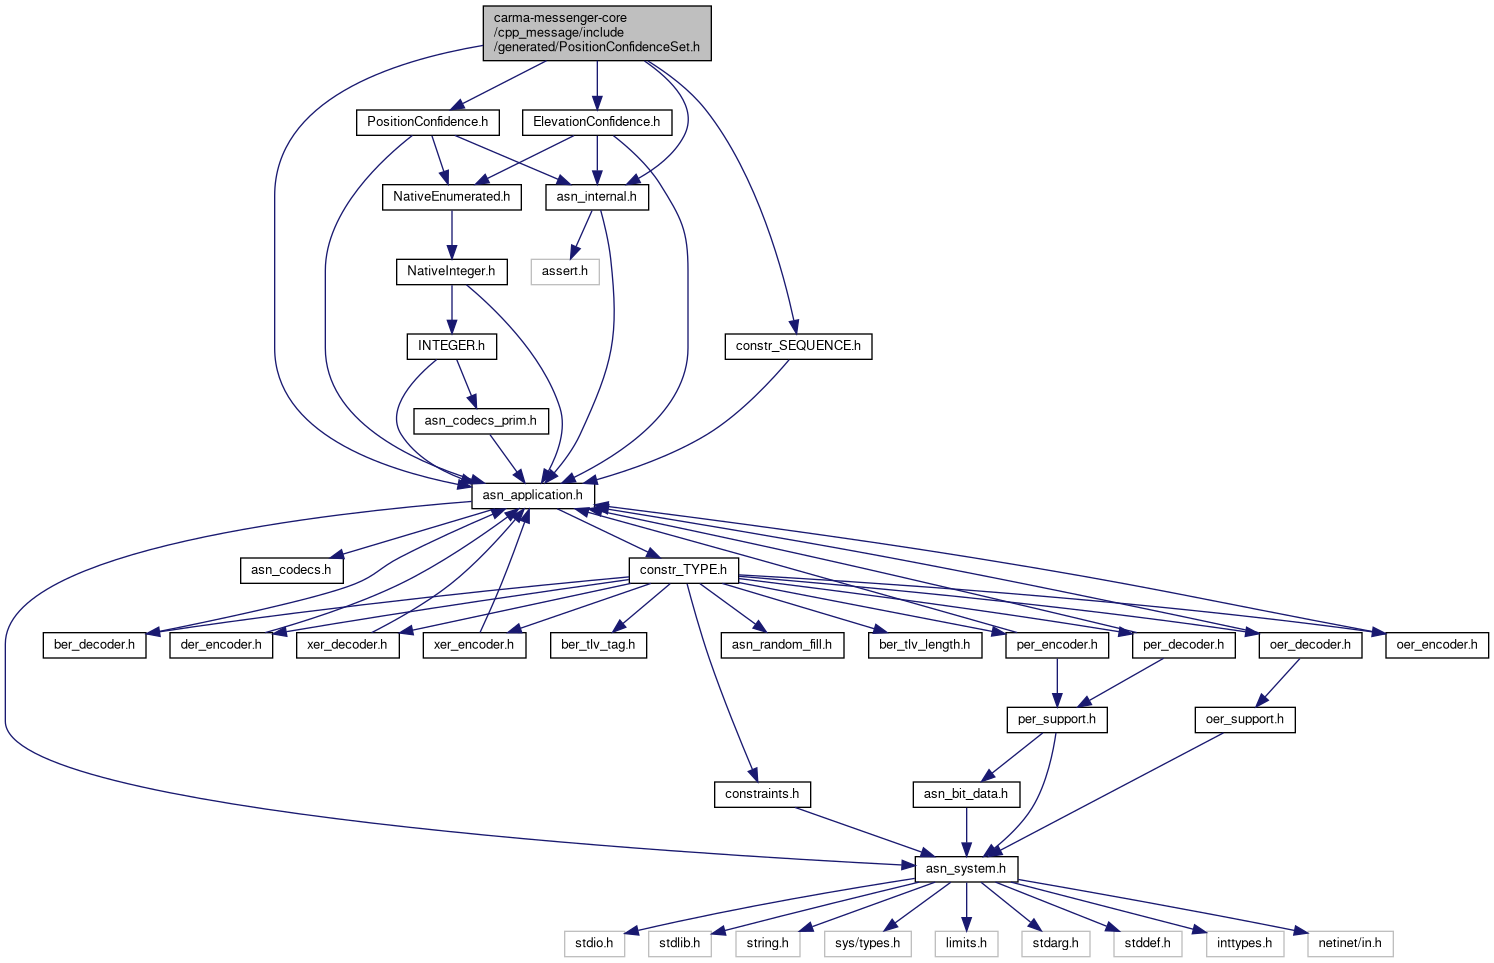 carma-messenger-core
/cpp_message/include
/generated/PositionConfidenceSet.h
PositionConfidence.h
ElevationConfidence.h
NativeEnumerated.h
asn_internal.h
NativeInteger.h
assert.h
INTEGER.h
constr_SEQUENCE.h
asn_codecs_prim.h
asn_application.h
asn_codecs.h
constr_TYPE.h
ber_decoder.h
der_encoder.h
xer_decoder.h
xer_encoder.h
ber_tlv_tag.h
asn_random_fill.h
ber_tlv_length.h
per_encoder.h
per_decoder.h
oer_decoder.h
oer_encoder.h
per_support.h
oer_support.h
constraints.h
asn_bit_data.h
asn_system.h
stdio.h
stdlib.h
string.h
sys/types.h
limits.h
stdarg.h
stddef.h
inttypes.h
netinet/in.h